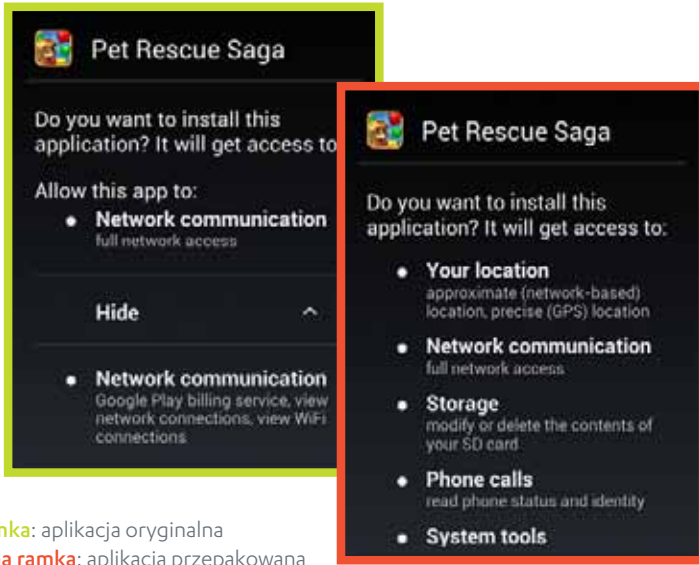 Pet Rescue Saga
Do you want to install this
application? It will get access to
Allow this app to:
Network communication
full network access
Hide
Network communication
Google Play billing service, view
network connections, view WiFi
connections
Pet Rescue Saga
Do you want to install this
application? It will get access to:
Your location
approximate (network-based)
location, precise (GPS) location
Network communication
full network access
Storage
modify or delete the contents of
your SD card
Phone calls
read phone status and identity
System tools
: aplikacja oryginalna
ramka: aplikacja przepakowana